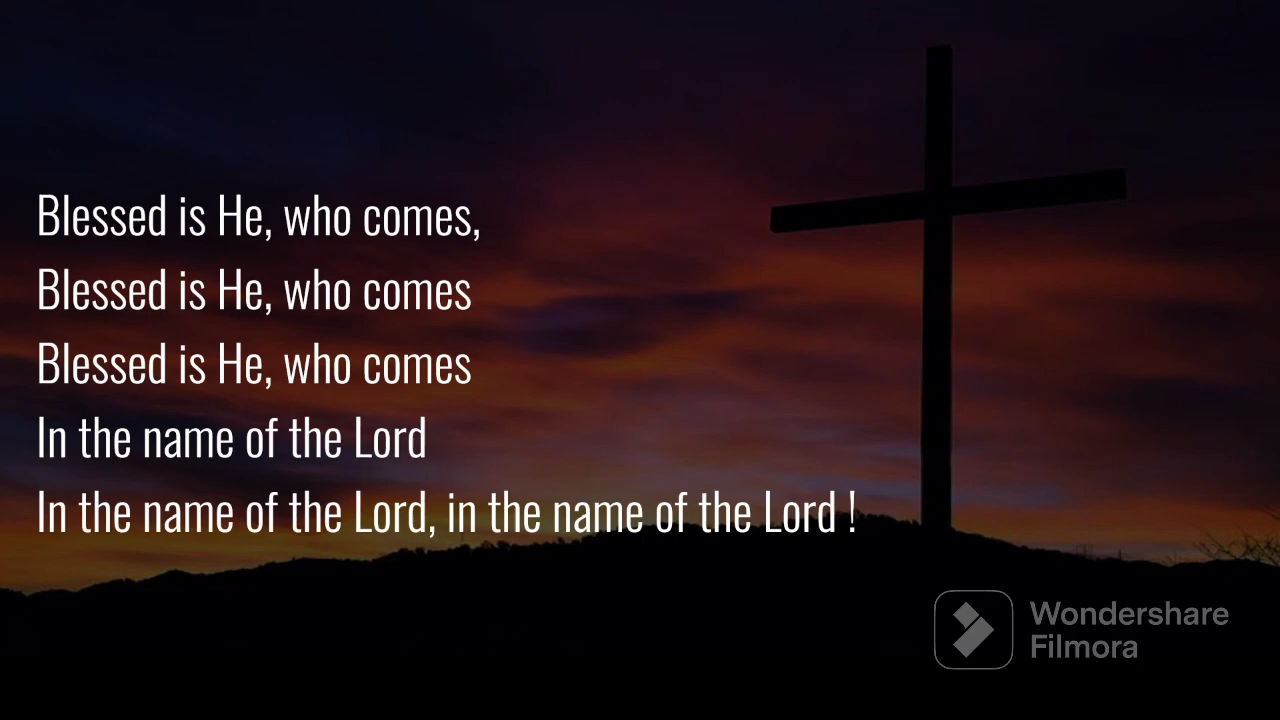 Blessed is He, who comes,
Blessed is He, who comes
Blessed is He, who comes
In the name of the Lord
In the name of the Lord, in the name of the Lord !
Wondershare
Filmora